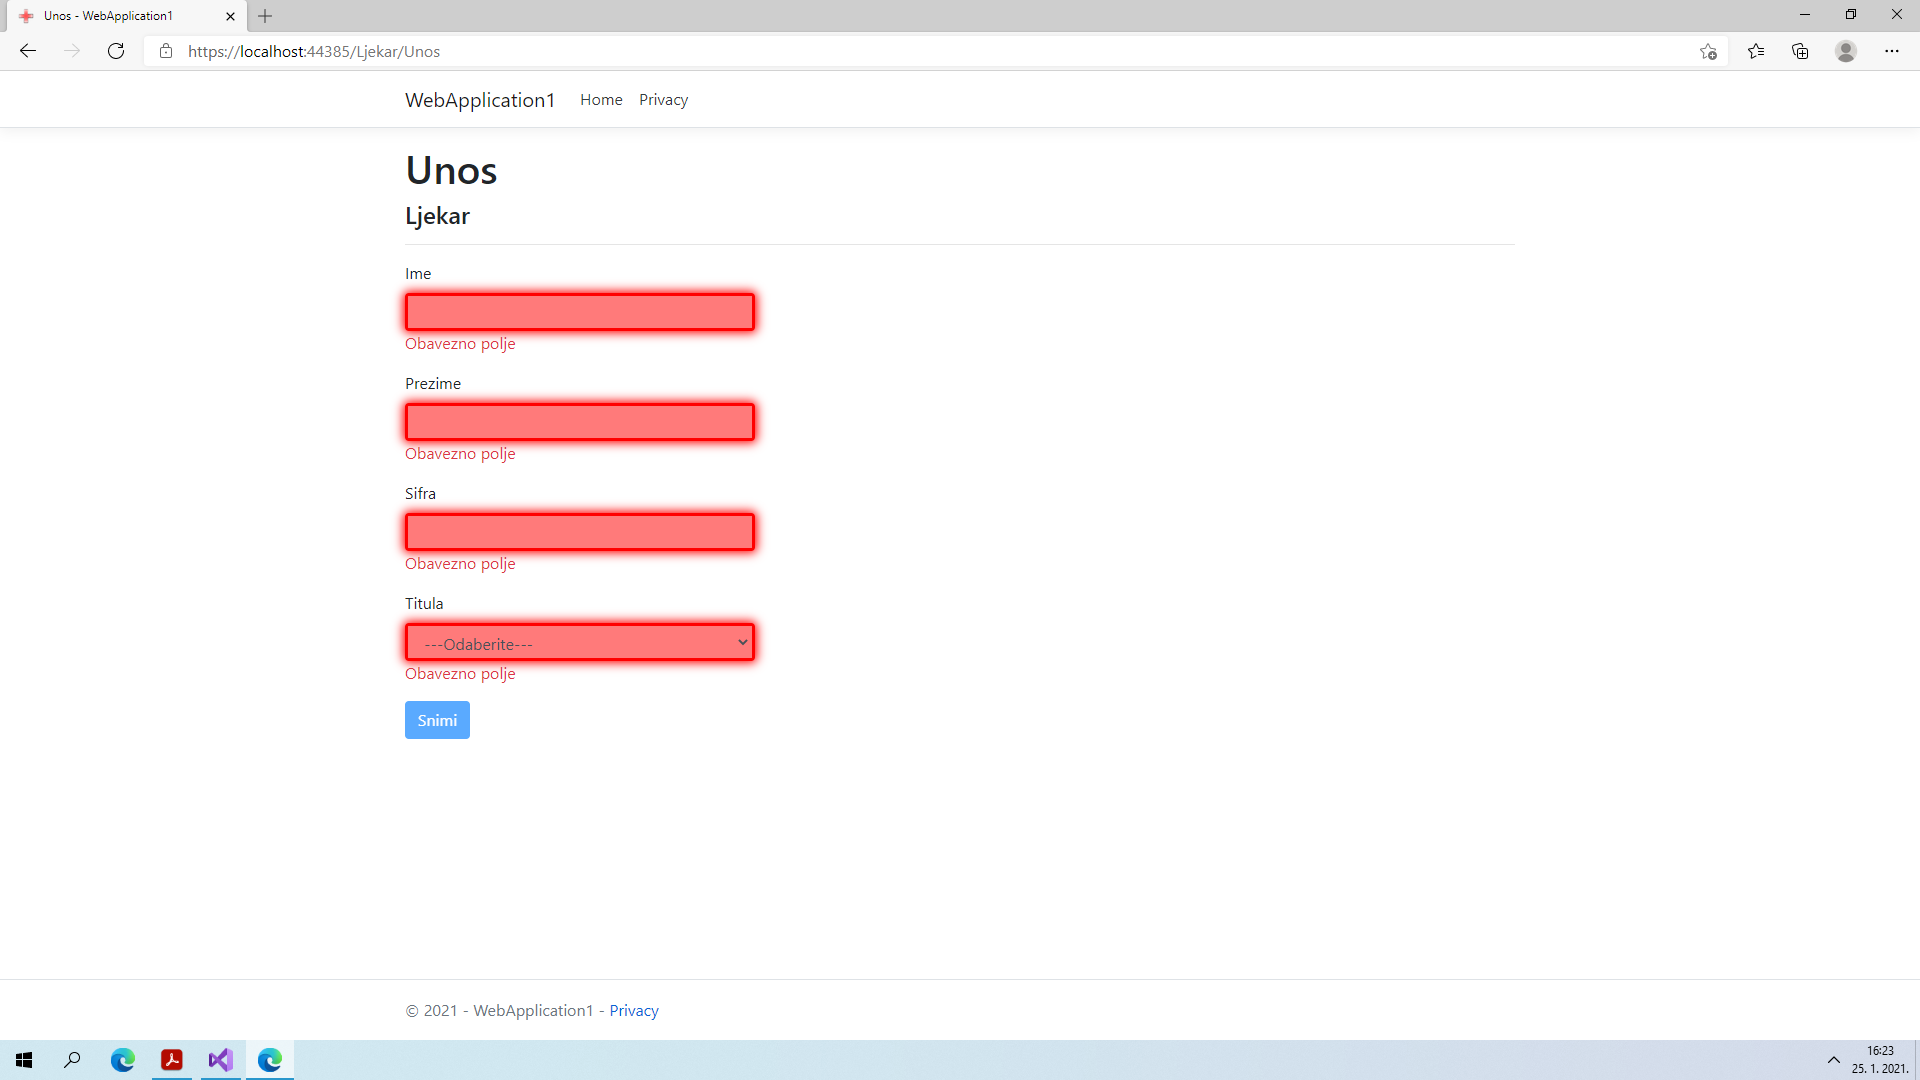 Unos - WebApplication1
https://localhost:44385/Ljekar/Unos
WebApplication1 Home Privacy
Unos
Ljekar
Ime
Obavezno polje
Prezime
Obavezno polje
Sifra
Obavezno polje
Titula
---Odaberite---
Obavezno polje
Snimi
© 2021 - WebApplication1 - Privacy
16:23
25. 1. 2021.